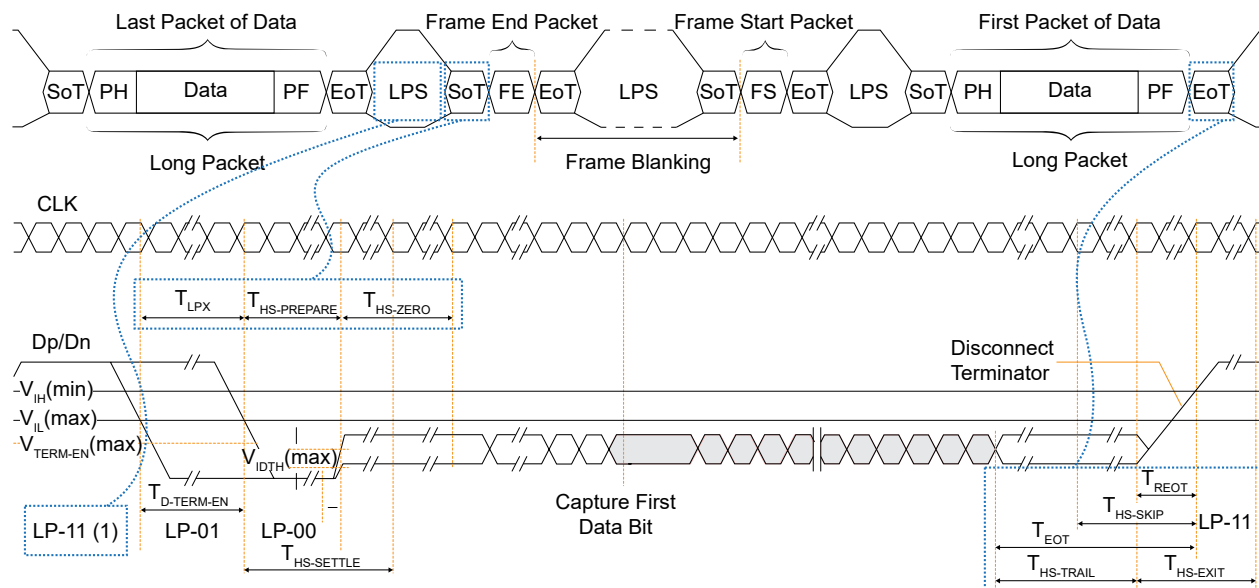 Last Packet of Data
Frame End Packet
Frame Start Packet
First Packet of Data
SoT PH Data PF EoT LPS SoT FE EoT LPS SoT FS EoT LPS SoT PH Data PF EoT
Long Packet
Frame Blanking
Long Packet
CLK
TLPX
THS-PREPARE
THS-ZERO
Dp/Dn
Disconnect
Terminator
VIH(min)
VIL(max)
VTERM-EN(max)
VIDTH(max)
TD-TERM-EN
Capture First
Data Bit
TREOT
THS-SKIP
LP-11 (1)
LP-01
LP-00
LP-11
TEOT
THS-SETTLE
THS-TRAIL
THS-EXIT